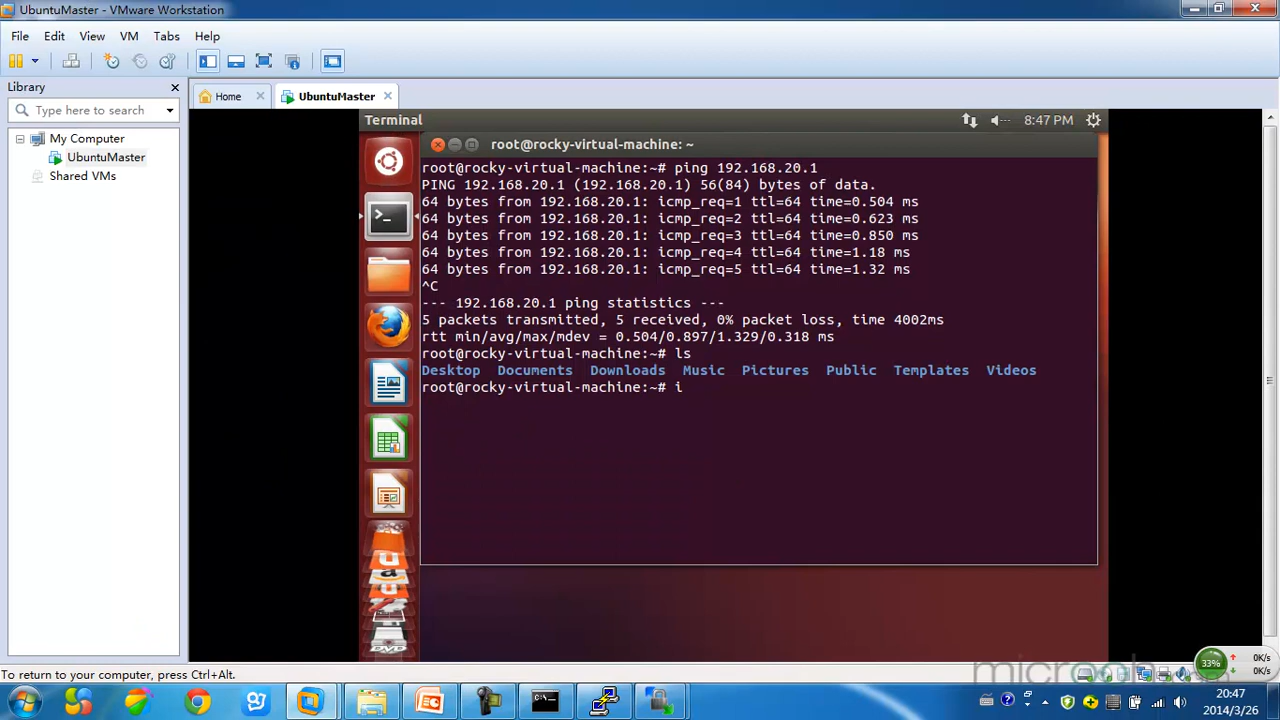 UbuntuMaster - VMware Workstation
File Edit View VM Tabs Help
Library
Type here to search
My Computer
UbuntuMaster
Shared VMs
Home
UbuntuMaster
Terminal
8:47 PM
root@rocky-virtual-machine: ~
root@rocky-virtual-machine:~# ping 192.168.20.1
PING 192.168.20.1 (192.168.20.1) 56(84) bytes of data.
64 bytes from 192.168.20.1: icmp_req=1 ttl=64 time=0.504 ms
64 bytes from 192.168.20.1: icmp_req=2 ttl=64 time=0.623 ms
64 bytes from 192.168.20.1: icmp_req=3 ttl=64 time=0.850 ms
64 bytes from 192.168.20.1: icmp_req=4 ttl=64 time=1.18 ms
64 bytes from 192.168.20.1: icmp_req=5 ttl=64 time=1.32 ms
^C
--- 192.168.20.1 ping statistics ---
5 packets transmitted, 5 received, 0% packet loss, time 4002ms
rtt min/avg/max/mdev = 0.504/0.897/1.329/0.318 ms
root@rocky-virtual-machine:~# ls
Desktop Documents Downloads Music Pictures Public Templates Videos
root@rocky-virtual-machine:~# i
DVD
To return to your computer, press Ctrl+Alt.
33%
0K/s
0K/s
20:47
2014/3/26